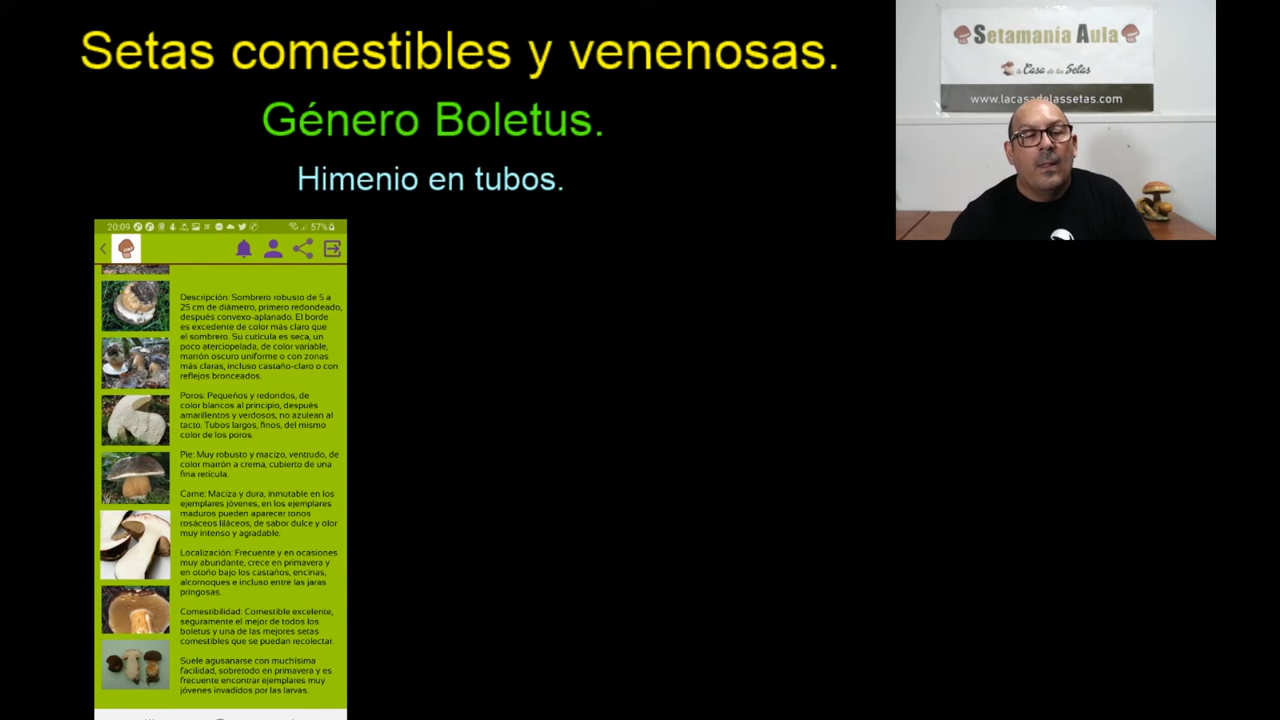 Setas comestibles y venenosas.
Género Boletus.
Himenio en tubos.
Setamanía Aula
la Casa de las Setas
www.lacasadelassetas.com
20:09
57%
Descripción: Sombrero robusto de 5 a
25 cm de diámetro, primero redondeado,
después convexo-aplanado. El borde
es excedente de color más claro que
el sombrero. Su cutícula es seca, un
poco aterciopelada, de color variable,
marrón oscuro uniforme o con zonas
más claras, incluso castaño-claro o con
reflejos bronceados.
Poros: Pequeños y redondos, de
color blancos al principio, después
amarillentos y verdosos, no azulean al
tacto. Tubos largos, finos, del mismo
color de los poros.
Pie: Muy robusto y macizo, ventrudo, de
color marrón a crema, cubierto de una
fina retícula.
Carne: Maciza y dura, inmutable en los
ejemplares jóvenes, en los ejemplares
maduros pueden aparecer tonos
rosáceos liláceos, de sabor dulce y olor
muy intenso y agradable.
Localización: Frecuente y en ocasiones
muy abundante, crece en primavera y
en otoño bajo los castaños, encinas,
alcornoques e incluso entre las jaras
pringosas.
Comestibilidad: Comestible excelente,
seguramente el mejor de todos los
boletus y una de las mejores setas
comestibles que se puedan recolectar.
Suele agusanarse con muchísima
facilidad, sobretodo en primavera y es
frecuente encontrar ejemplares muy
jóvenes invadidos por las larvas.